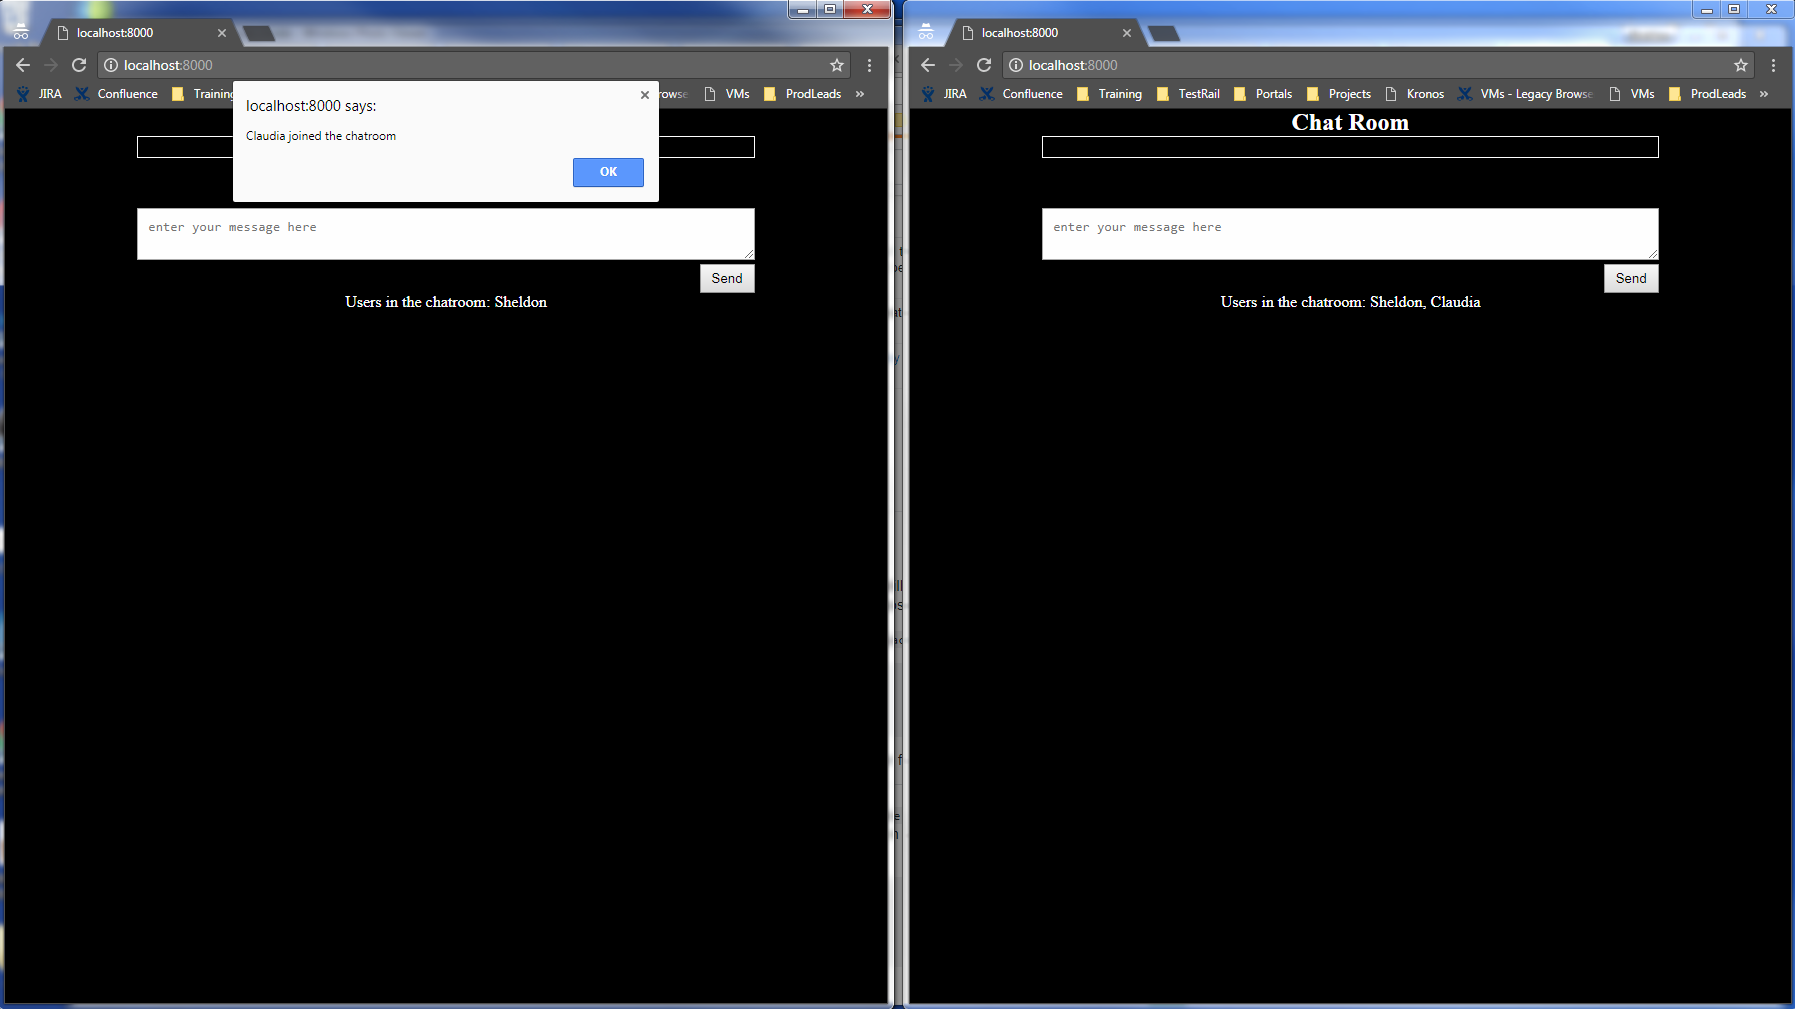 localhost:8000
localhost:8000
JIRA Confluence Training rowse VMs ProdLeads »
localhost:8000 says:
Claudia joined the chatroom
OK
enter your message here
Send
Users in the chatroom: Sheldon
localhost:8000
localhost:8000
JIRA Confluence Training TestRail Portals Projects Kronos VMs - Legacy Browse VMs ProdLeads »
Chat Room
enter your message here
Send
Users in the chatroom: Sheldon, Claudia